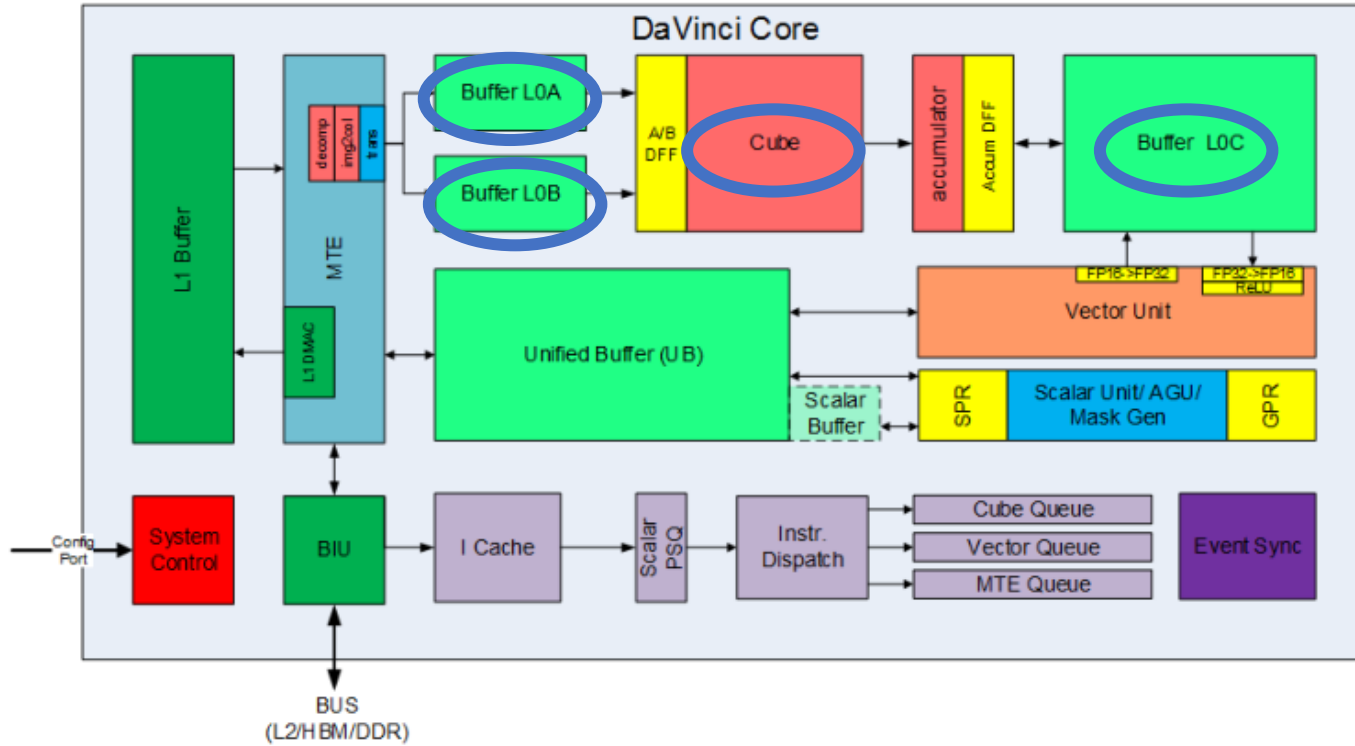 DaVinci Core
L1 Buffer
MTE
decomp
img2col
trans
L1 DMAC
Buffer L0A
Buffer L0B
A/B
DFF
Cube
accumulator
Accum DFF
Buffer L0C
FP16->FP32
FP32->FP16
ReLU
Vector Unit
Unified Buffer (UB)
Scalar
Buffer
SPR
Scalar Unit/ AGU/
Mask Gen
GPR
Config
Port
System
Control
BIU
I Cache
Scalar
PSQ
Instr.
Dispatch
Cube Queue
Vector Queue
MTE Queue
Event Sync
BUS
(L2/HBM/DDR)